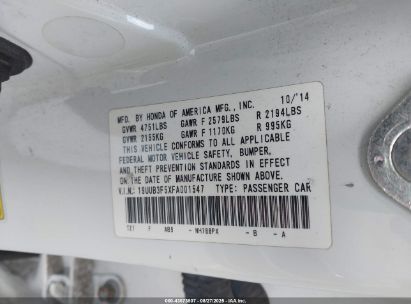 MFD. BY HONDA OF AMERICA MFG., INC. 10/'14
GVWR 4751LBS GAWR F 2579LBS R 2194LBS
GVWR 2155KG GAWR F 1170KG R 995KG
THIS VEHICLE CONFORMS TO ALL APPLICABLE
FEDERAL MOTOR VEHICLE SAFETY, BUMPER,
AND THEFT PREVENTION STANDARDS IN EFFECT
ON THE DATE OF MANUFACTURE SHOWN ABOVE.
V.I.N.: 19UUB3F5XFA001547 TYPE: PASSENGER CAR
F NH788PX - B - A